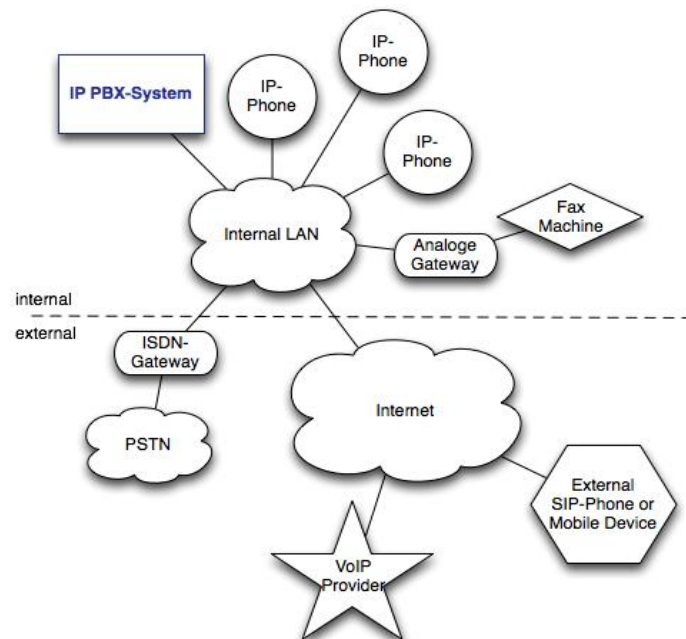 IP-
Phone
IP PBX-System
IP-
Phone
IP-
Phone
Internal LAN
Fax
Machine
Analoge
Gateway
internal
external
ISDN-
Gateway
Internet
PSTN
External
SIP-Phone or
Mobile Device
VoIP
Provider